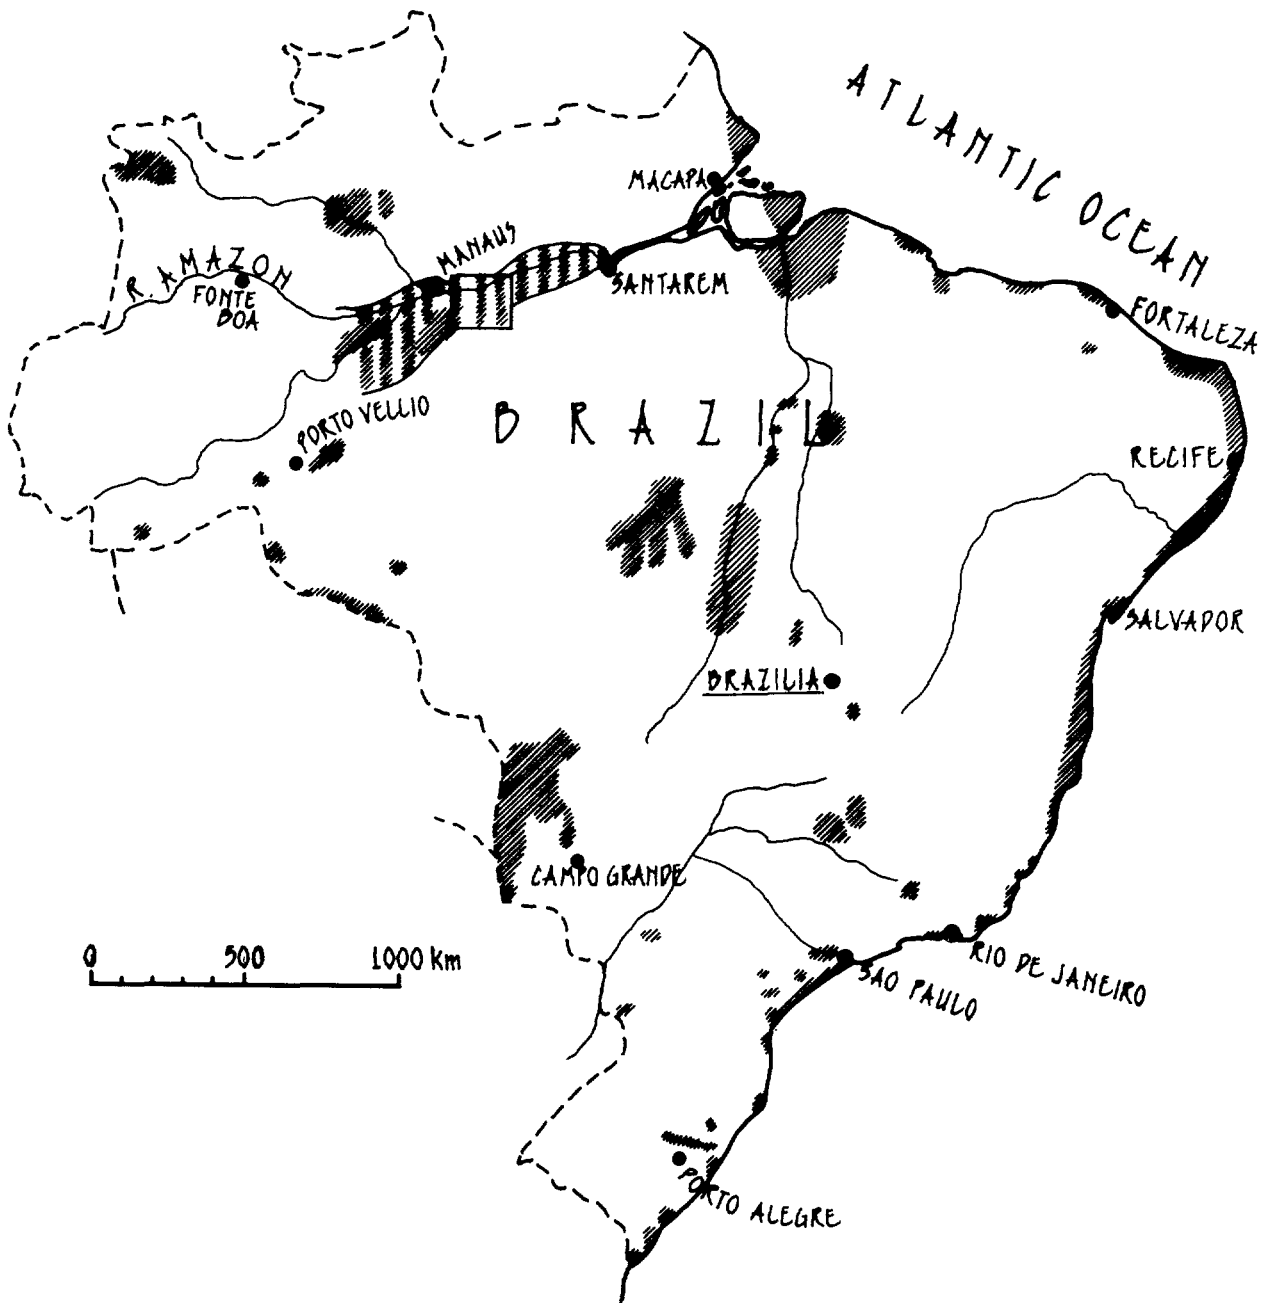 ATLANTIC OCEAN
MACAPA
MANAUS
R. AMAZON
FONTE
BOA
SANTAREM
FORTALEZA
PORTO VELLIO
BRAZIL
RECIFE
SALVADOR
BRAZILIA
CAMPO GRANDE
0 500 1000 Km
RIO DE JANEIRO
SAO PAULO
PORTO ALEGRE